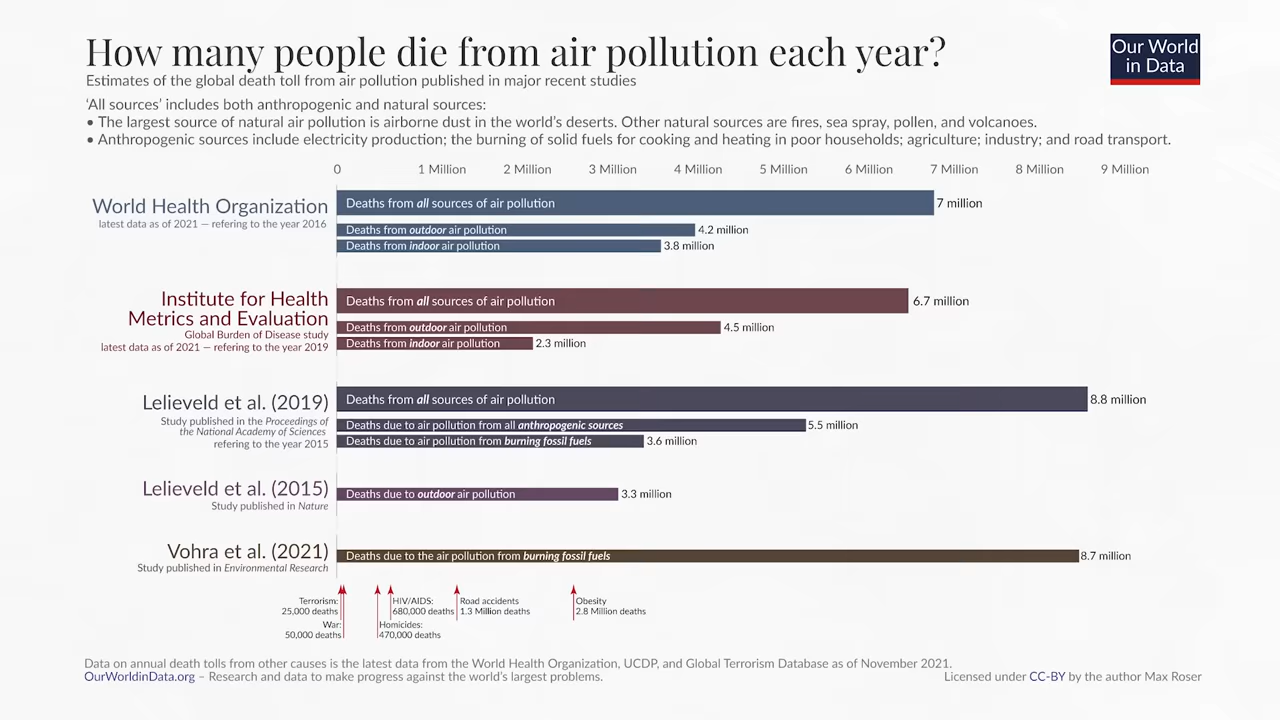 How many people die from air pollution each year?
Our World
in Data
Estimates of the global death toll from air pollution published in major recent studies
‘All sources’ includes both anthropogenic and natural sources:
• The largest source of natural air pollution is airborne dust in the world’s deserts. Other natural sources are fires, sea spray, pollen, and volcanoes.
• Anthropogenic sources include electricity production; the burning of solid fuels for cooking and heating in poor households; agriculture; industry; and road transport.
0 1 Million 2 Million 3 Million 4 Million 5 Million 6 Million 7 Million 8 Million 9 Million
World Health Organization
latest data as of 2021 — refering to the year 2016
Deaths from all sources of air pollution 7 million
Deaths from outdoor air pollution 4.2 million
Deaths from indoor air pollution 3.8 million
Institute for Health
Metrics and Evaluation
Global Burden of Disease study
latest data as of 2021 — refering to the year 2019
Deaths from all sources of air pollution 6.7 million
Deaths from outdoor air pollution 4.5 million
Deaths from indoor air pollution 2.3 million
Lelieveld et al. (2019)
Study published in the Proceedings of
the National Academy of Sciences
refering to the year 2015
Deaths from all sources of air pollution 8.8 million
Deaths due to air pollution from all anthropogenic sources 5.5 million
Deaths due to air pollution from burning fossil fuels 3.6 million
Lelieveld et al. (2015)
Study published in Nature
Deaths due to outdoor air pollution 3.3 million
Vohra et al. (2021)
Study published in Environmental Research
Deaths due to the air pollution from burning fossil fuels 8.7 million
Terrorism:
25,000 deaths
War:
50,000 deaths
Homicides:
470,000 deaths
HIV/AIDS:
680,000 deaths
Road accidents
1.3 Million deaths
Obesity
2.8 Million deaths
Data on annual death tolls from other causes is the latest data from the World Health Organization, UCDP, and Global Terrorism Database as of November 2021.
OurWorldinData.org – Research and data to make progress against the world’s largest problems.
Licensed under CC-BY by the author Max Roser